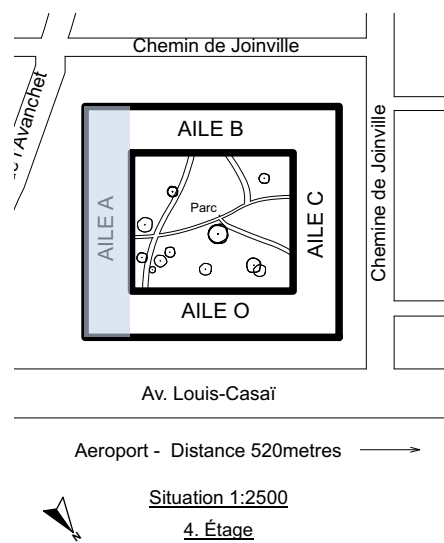 Chemin de Joinville
l'Avanchet
AILE B
AILE A
Parc
AILE C
Chemine de Joinville
AILE O
Av. Louis-Casaï
Aeroport - Distance 520metres
Situation 1:2500
4. Étage
N